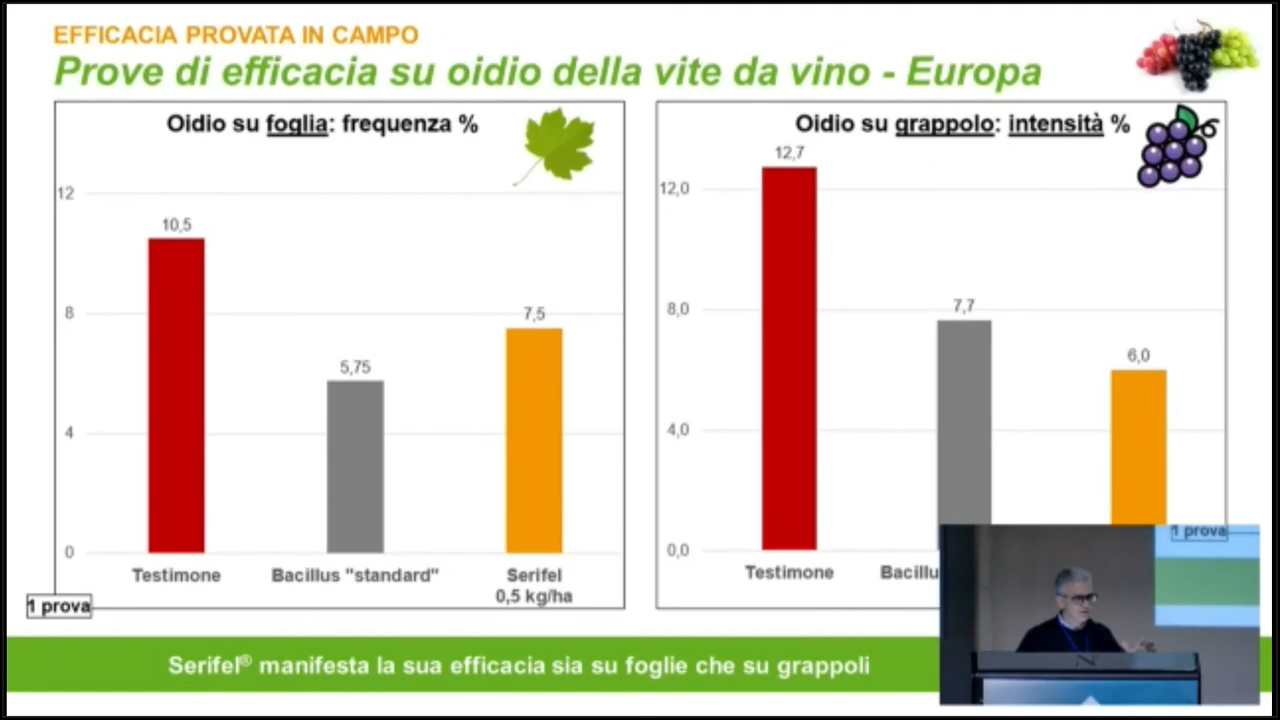 EFFICACIA PROVATA IN CAMPO
Prove di efficacia su oidio della vite da vino - Europa
Oidio su foglia: frequenza %
12
10,5
8
7,5
5,75
4
0
Testimone
Bacillus "standard"
Serifel
0,5 kg/ha
1 prova
Oidio su grappolo: intensità %
12,7
12,0
8,0
7,7
6,0
4,0
0,0
Testimone
Bacillu
1 prova
Serifel® manifesta la sua efficacia sia su foglie che su grappoli